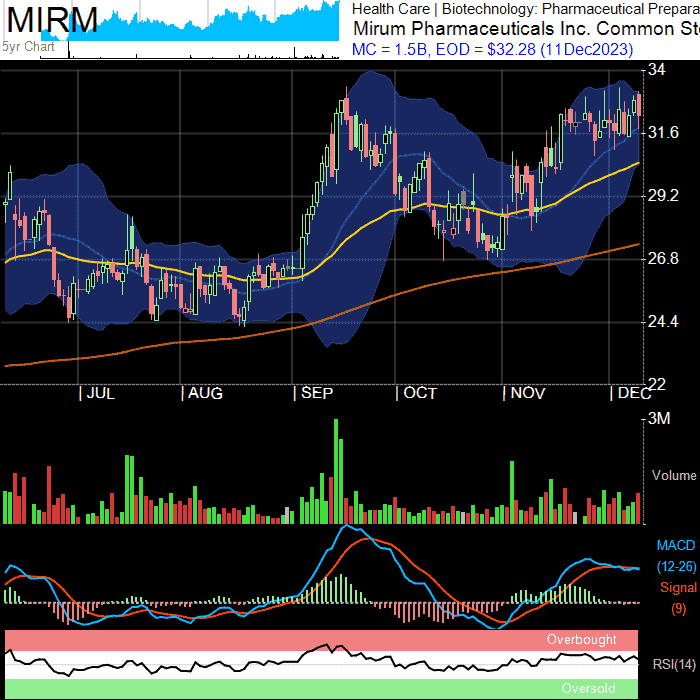 MIRM
5yr Chart
Health Care | Biotechnology: Pharmaceutical Prepara
Mirum Pharmaceuticals Inc. Common Sto
MC = 1.5B, EOD = $32.28 (11Dec2023)
34
31.6
29.2
26.8
24.4
22
JUL AUG SEP OCT NOV DEC
3M
Volume
MACD
(12-26)
Signal
(9)
Overbought
RSI(14)
Oversold